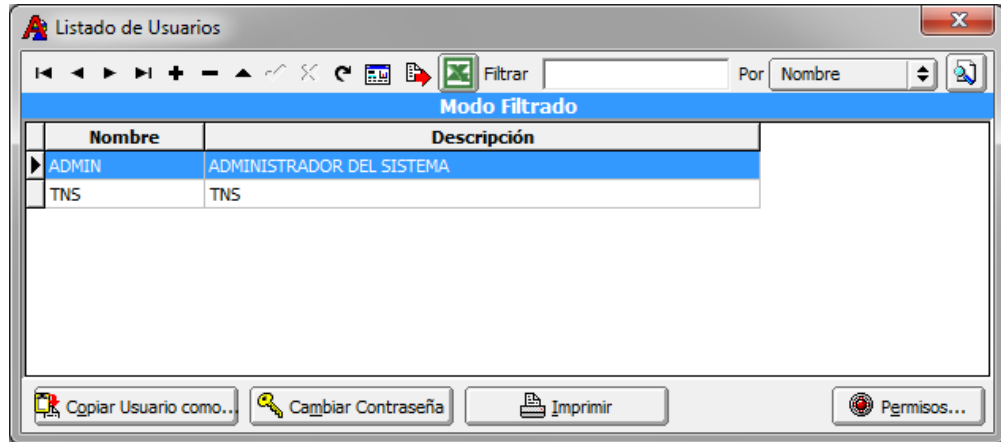 Listado de Usuarios
Filtrar Por Nombre
Modo Filtrado
Nombre Descripción
ADMIN ADMINISTRADOR DEL SISTEMA
TNS TNS
Copiar Usuario como... Cambiar Contraseña Imprimir Permisos...